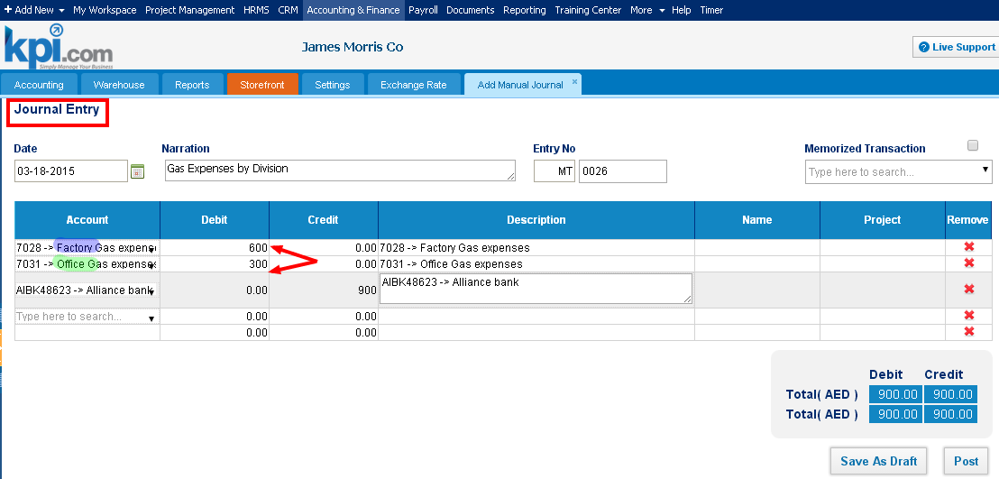 + Add New My Workspace Project Management HRMS CRM Accounting & Finance Payroll Documents Reporting Training Center More Help Timer
kpi.com
Simply Manage Your Business
James Morris Co
? Live Support
Accounting Warehouse Reports Storefront Settings Exchange Rate Add Manual Journal ×
Journal Entry
Date Narration Entry No Memorized Transaction
03-18-2015 Gas Expenses by Division MT 0026 Type here to search...
Account Debit Credit Description Name Project Remove
7028 -> Factory Gas expens 600 0.00 7028 -> Factory Gas expenses
7031 -> Office Gas expenses 300 0.00 7031 -> Office Gas expenses
AIBK48623 -> Alliance bank 0.00 900 AIBK48623 -> Alliance bank
Type here to search... 0.00 0.00
0.00 0.00
Debit Credit
Total( AED ) 900.00 900.00
Total( AED ) 900.00 900.00
Save As Draft Post